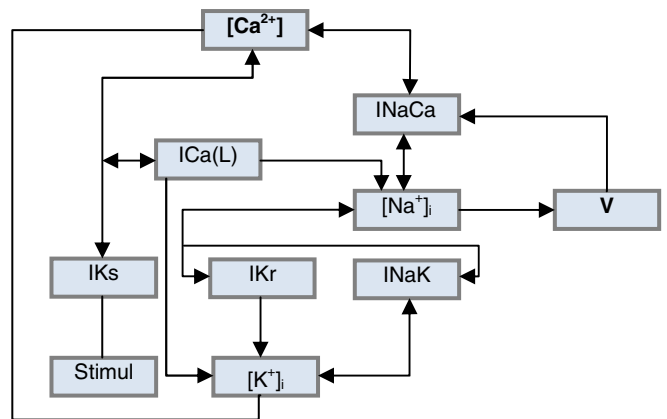 [Ca²⁺]
INaCa
ICa(L)
[Na⁺]ᵢ
V
IKs
IKr
INaK
Stimul
[K⁺]ᵢ